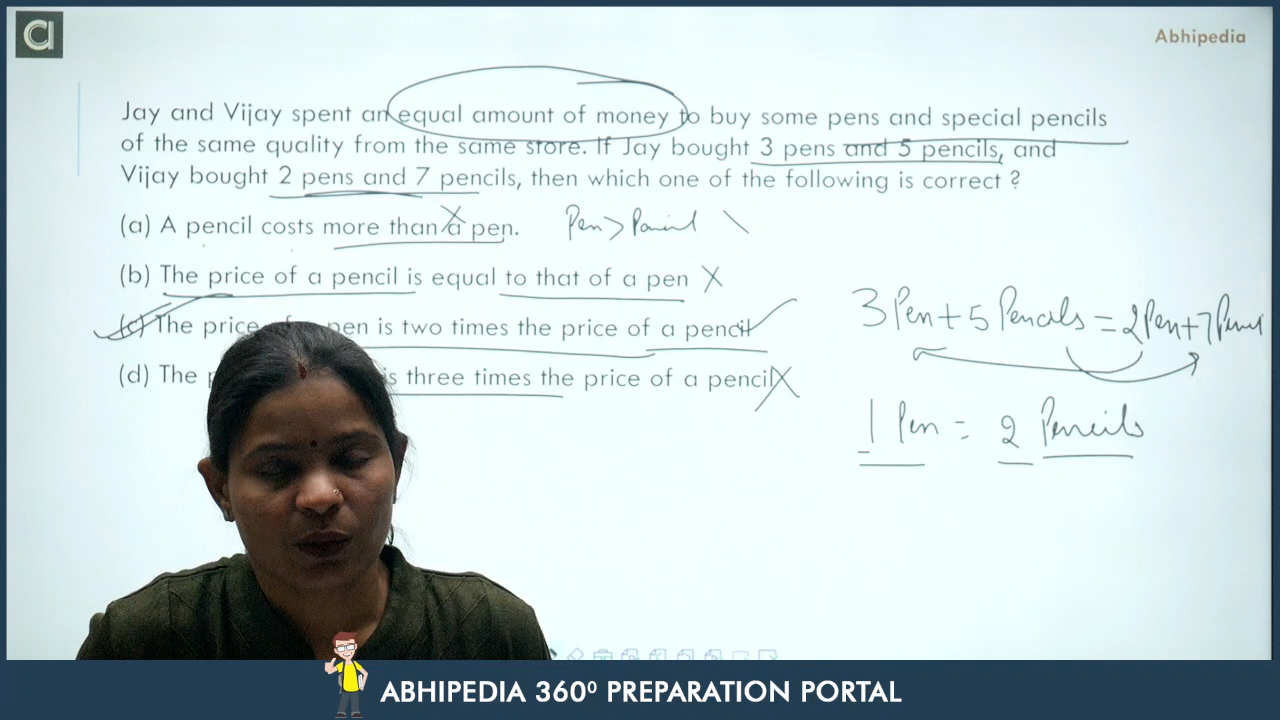 CI
Abhipedia
Jay and Vijay spent an equal amount of money to buy some pens and special pencils
of the same quality from the same store. If Jay bought 3 pens and 5 pencils, and
Vijay bought 2 pens and 7 pencils, then which one of the following is correct ?
(a) A pencil costs more than a pen.
Pen > Pencil
(b) The price of a pencil is equal to that of a pen
(c) The price pen is two times the price of a pencil
(d) The is three times the price of a pencil
3 Pen + 5 Pencils = 2 Pen + 7 Pencil
1 Pen = 2 Pencils
ABHIPEDIA 360⁰ PREPARATION PORTAL